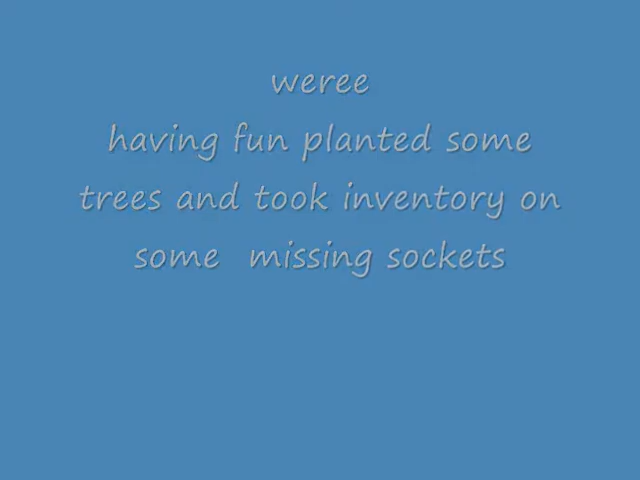 weree
having fun planted some
trees and took inventory on
some  missing sockets